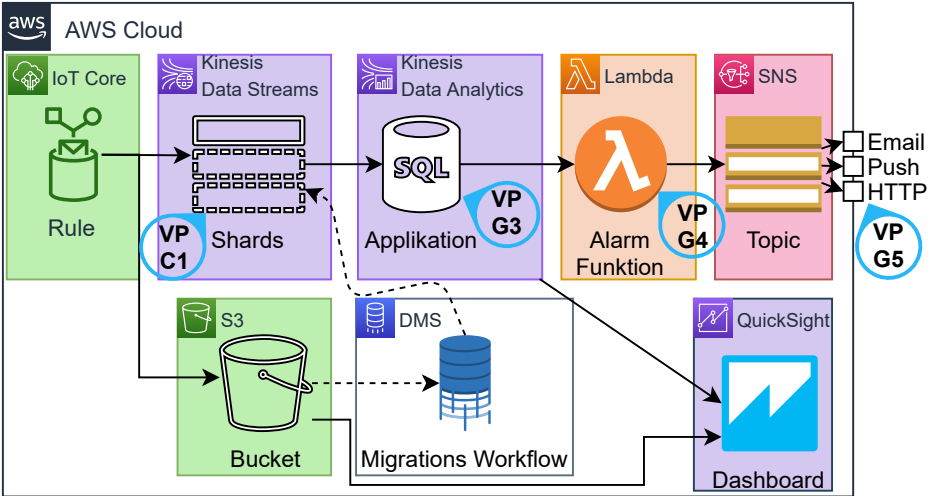 aws
AWS Cloud
IoT Core
Kinesis
Data Streams
Kinesis
Data Analytics
Lambda
SNS
SQL
Email
Push
HTTP
Rule
VP
C1
Shards
Applikation
VP
G3
Alarm
Funktion
VP
G4
Topic
VP
G5
S3
DMS
QuickSight
Bucket
Migrations Workflow
Dashboard